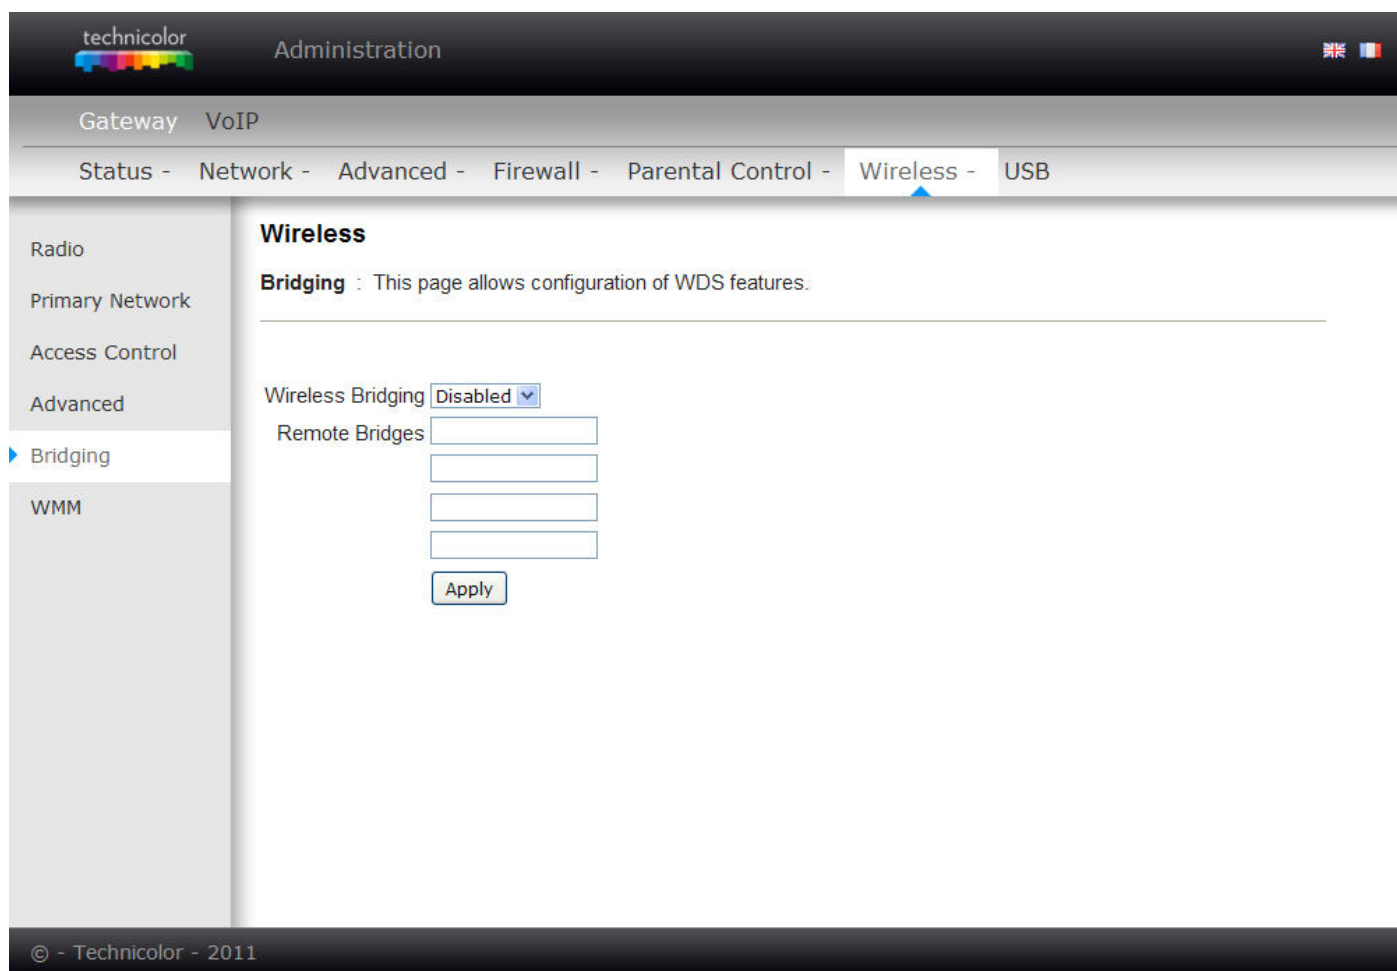 technicolor
Administration
Gateway VoIP
Status - Network - Advanced - Firewall - Parental Control - Wireless - USB
Radio
Primary Network
Access Control
Advanced
Bridging
WMM
Wireless
Bridging : This page allows configuration of WDS features.
Wireless Bridging Disabled
Remote Bridges
Apply
© - Technicolor - 2011